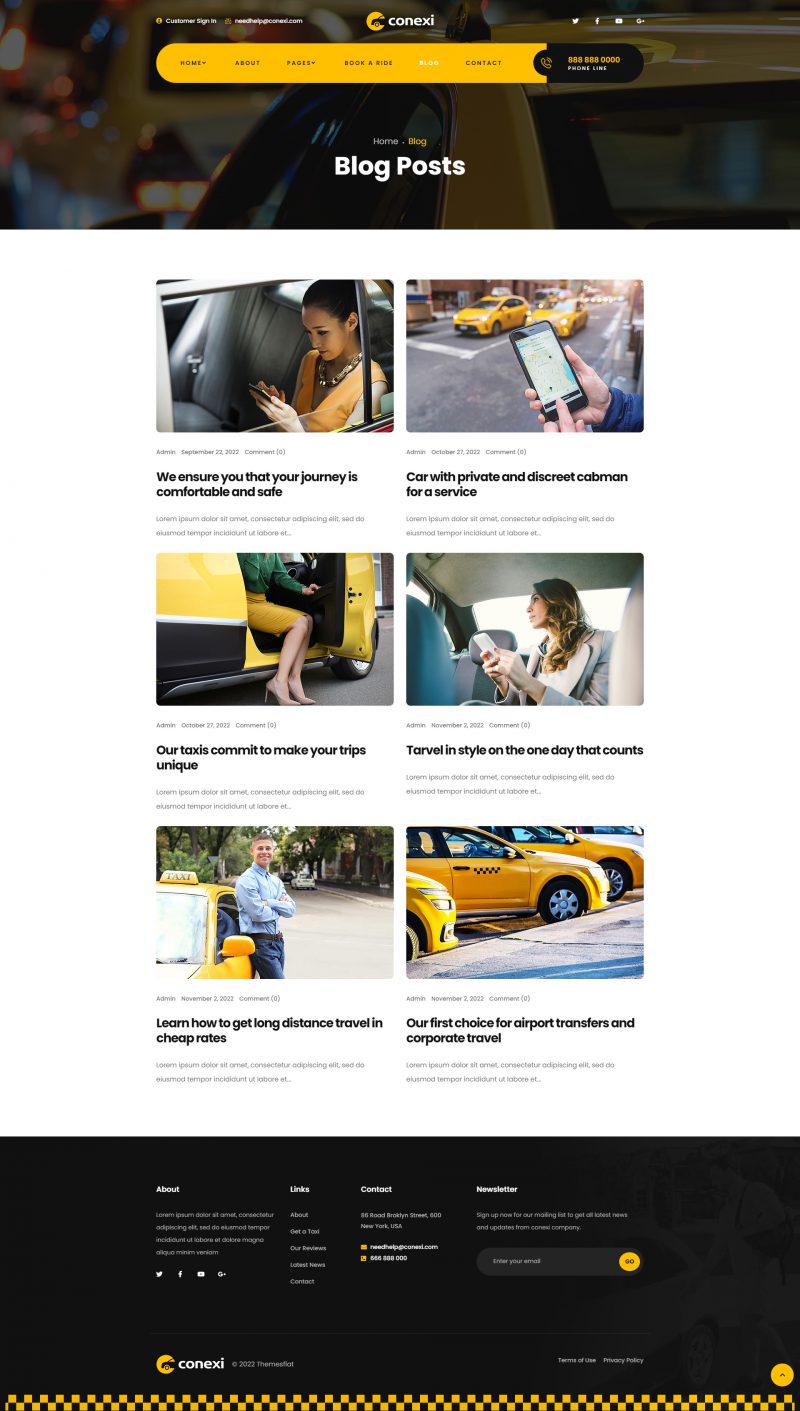 Customer Sign In needhelp@conexi.com conexi
HOME ABOUT PAGES BOOK A RIDE BLOG CONTACT 888 888 0000
PHONE LINE
Home . Blog
Blog Posts
Admin September 22, 2022 Comment (0)
We ensure you that your journey is
comfortable and safe
Lorem ipsum dolor sit amet, consectetur adipiscing elit, sed do
eiusmod tempor incididunt ut labore et...
Admin October 27, 2022 Comment (0)
Car with private and discreet cabman
for a service
Lorem ipsum dolor sit amet, consectetur adipiscing elit, sed do
eiusmod tempor incididunt ut labore et...
Admin October 27, 2022 Comment (0)
Our taxis commit to make your trips
unique
Lorem ipsum dolor sit amet, consectetur adipiscing elit, sed do
eiusmod tempor incididunt ut labore et...
Admin November 2, 2022 Comment (0)
Tarvel in style on the one day that counts
Lorem ipsum dolor sit amet, consectetur adipiscing elit, sed do
eiusmod tempor incididunt ut labore et...
TAXI
Admin November 2, 2022 Comment (0)
Learn how to get long distance travel in
cheap rates
Lorem ipsum dolor sit amet, consectetur adipiscing elit, sed do
eiusmod tempor incididunt ut labore et...
Admin November 2, 2022 Comment (0)
Our first choice for airport transfers and
corporate travel
Lorem ipsum dolor sit amet, consectetur adipiscing elit, sed do
eiusmod tempor incididunt ut labore et...
About
Lorem ipsum dolor sit amet, consectetur
adipiscing elit, sed do eiusmod tempor
incididunt ut labore et dolore magna
aliqua minim veniam
Links
About
Get a Taxi
Our Reviews
Latest News
Contact
Contact
86 Road Broklyn Street, 600
New York, USA
needhelp@conexi.com
666 888 000
Newsletter
Sign up now for our mailing list to get all latest news
and updates from conexi company.
Enter your email GO
conexi © 2022 Themesflat
Terms of Use Privacy Policy